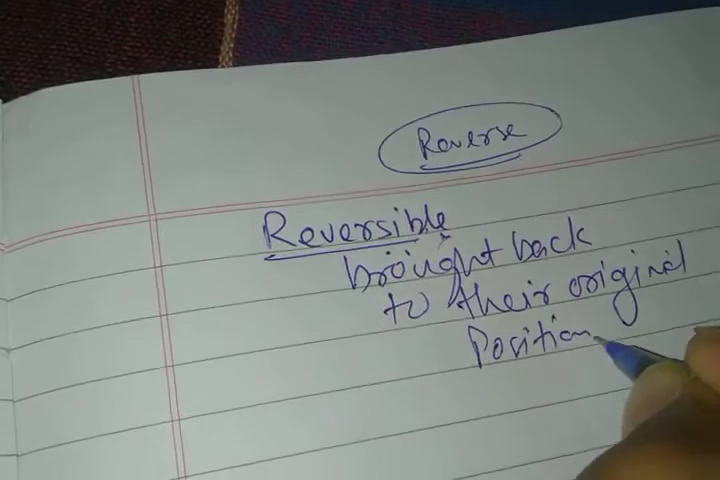 Reverse
Reversible
brought back
to their original
Position